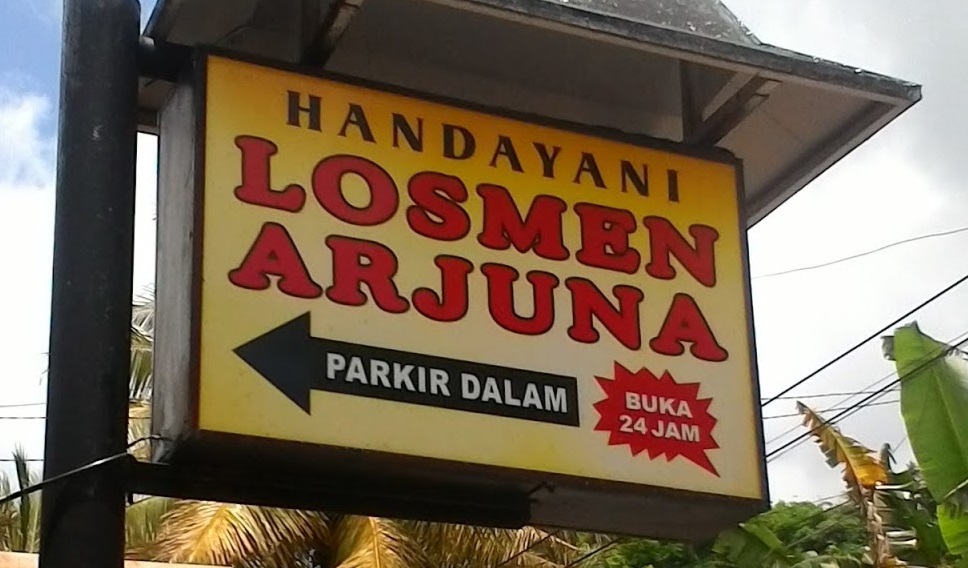 HANDAYANI
LOSMEN
ARJUNA
PARKIR DALAM
BUKA
24 JAM